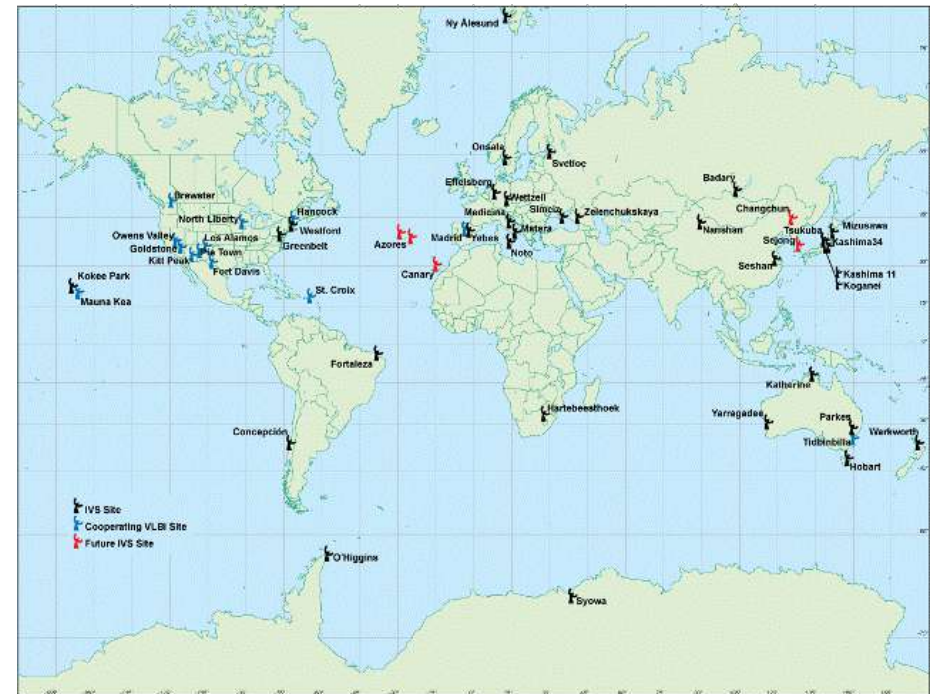 Ny Ålesund
Onsala
Svetloe
Effelsberg
Wettzell
Badary
Brewster
Medicina
Simeiz
Zelenchukskaya
Changchun
North Liberty
Hancock
Westford
Nanshan
Mizusawa
Tsukuba
Owens Valley
Los Alamos
Greenbelt
Azores
Madrid
Yebes
Matera
Sejong
Kashima34
Goldstone
Pie Town
Noto
Kitt Peak
Fort Davis
Canary
Seshan
Kokee Park
Kashima 11
Mauna Kea
St. Croix
Koganei
Fortaleza
Katherine
Hartebeesthoek
Yarragadee
Parkes
Concepción
Tidbinbilla
Warkworth
Hobart
IVS Site
Cooperating VLBI Site
Future IVS Site
O'Higgins
Syowa